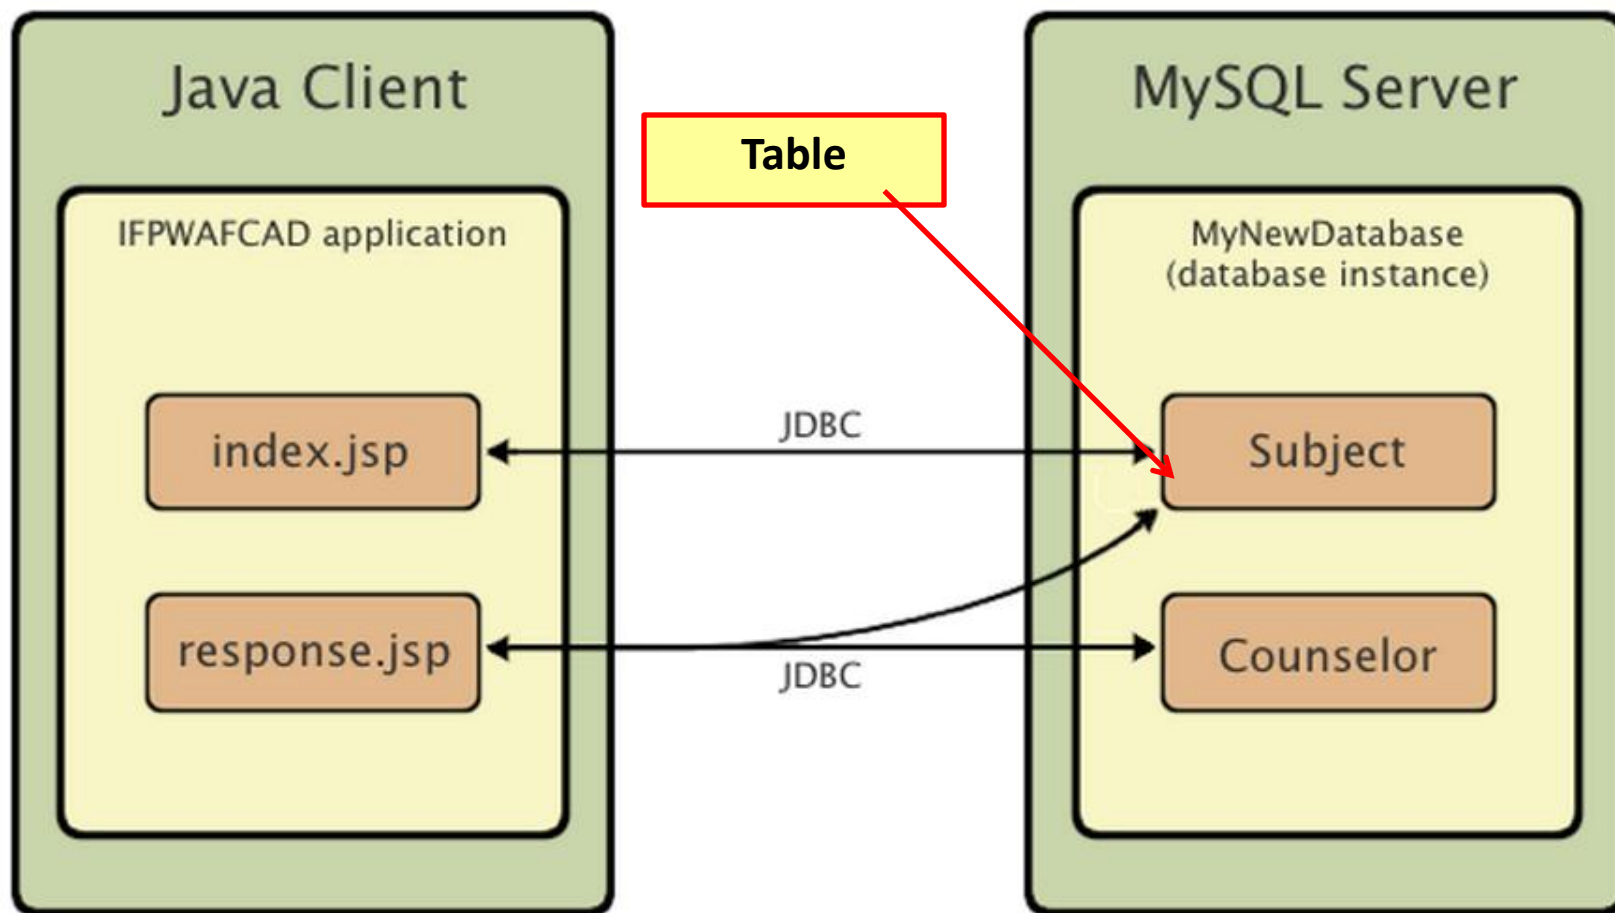 Java Client
IFPWAFCAD application
index.jsp
response.jsp
Table
JDBC
JDBC
MySQL Server
MyNewDatabase
(database instance)
Subject
Counselor